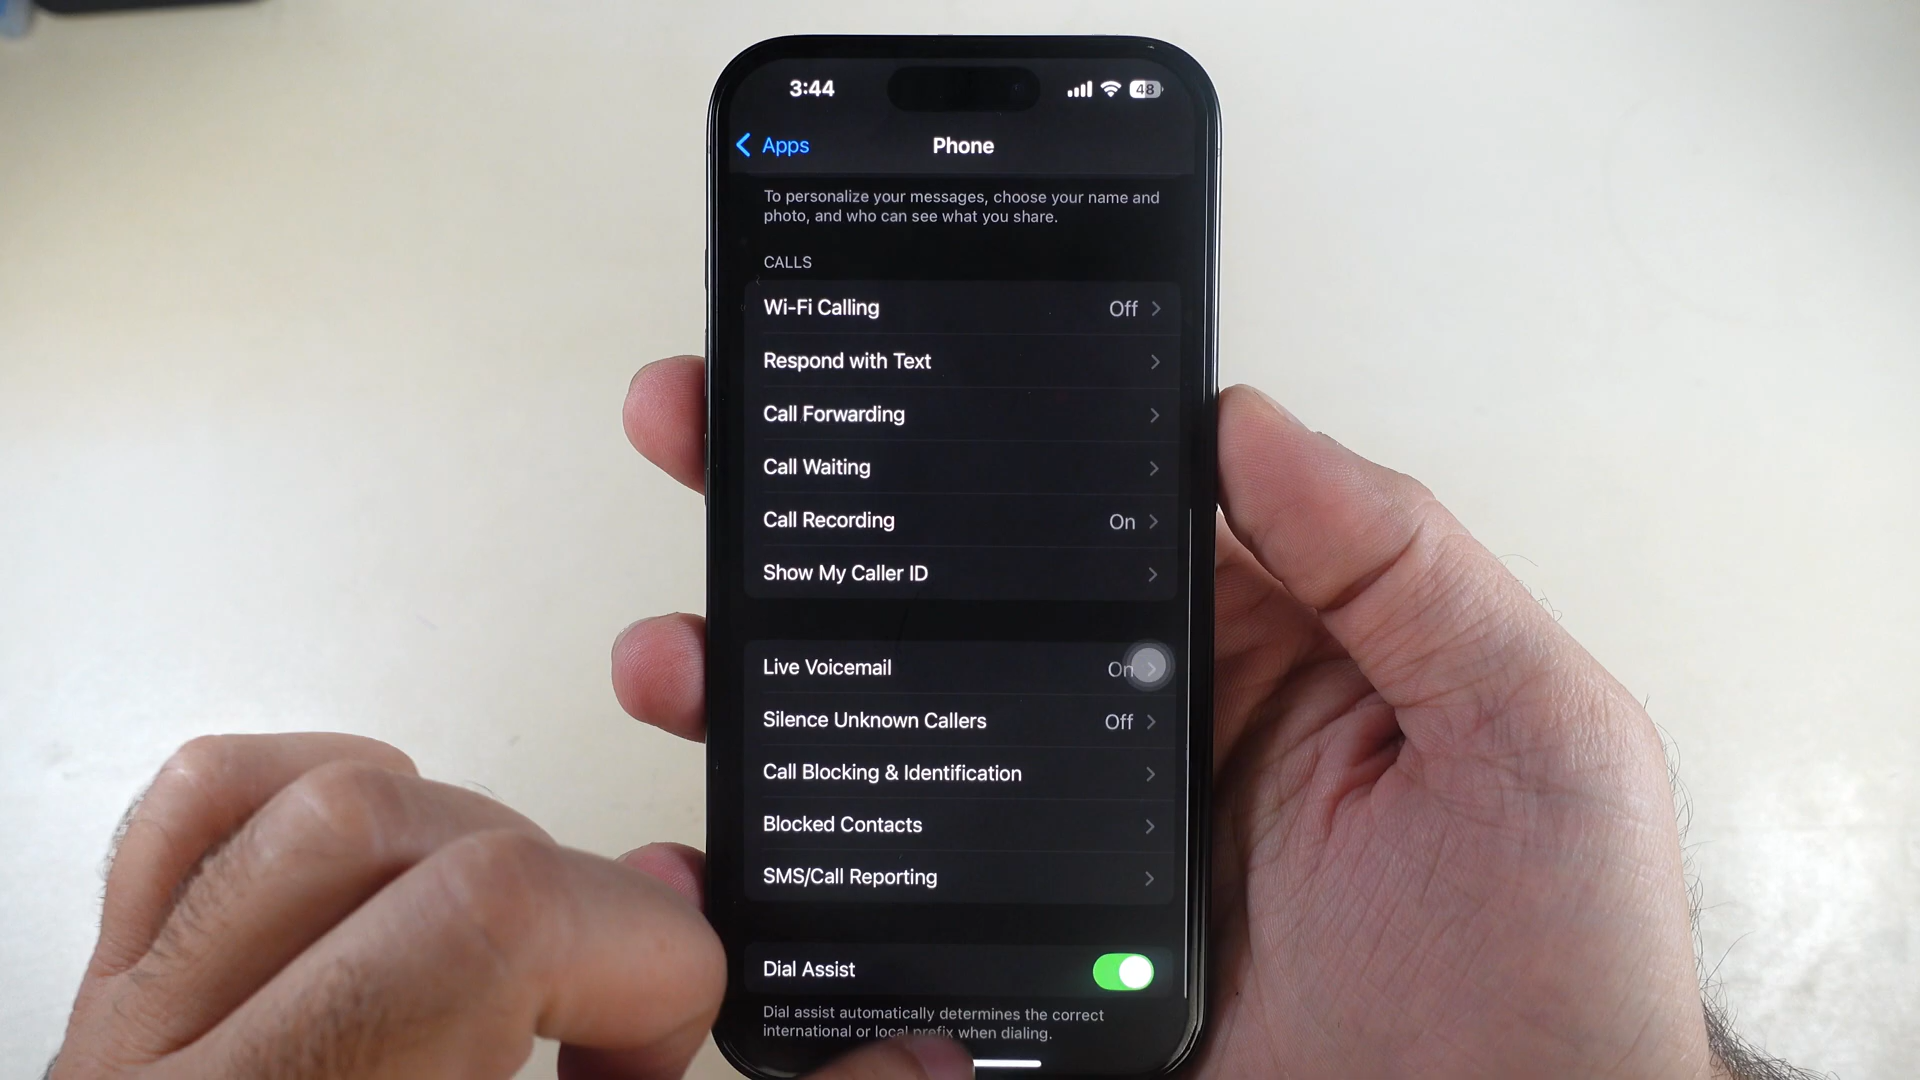 3:44
48
Apps
Phone
To personalize your messages, choose your name and
photo, and who can see what you share.
CALLS
Wi-Fi Calling Off
Respond with Text
Call Forwarding
Call Waiting
Call Recording On
Show My Caller ID
Live Voicemail On
Silence Unknown Callers Off
Call Blocking & Identification
Blocked Contacts
SMS/Call Reporting
Dial Assist
Dial assist automatically determines the correct
international or local prefix when dialing.